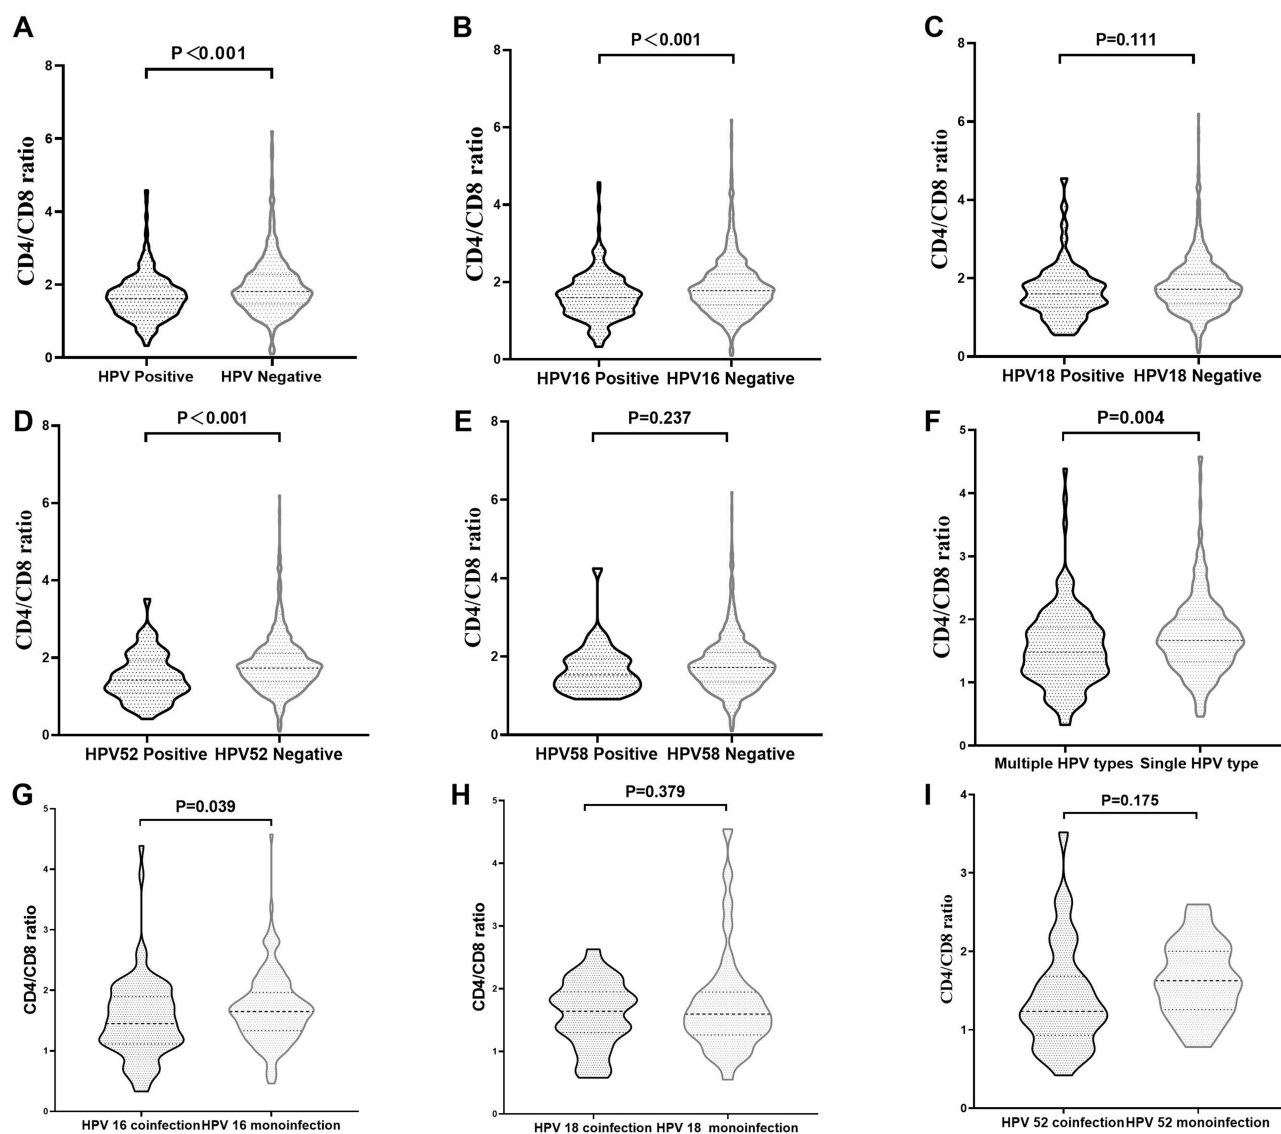 A
P<0.001
CD4/CD8 ratio
8
6
4
2
0
HPV Positive HPV Negative
B
P<0.001
CD4/CD8 ratio
8
6
4
2
0
HPV16 Positive HPV16 Negative
C
P=0.111
CD4/CD8 ratio
8
6
4
2
0
HPV18 Positive HPV18 Negative
D
P<0.001
CD4/CD8 ratio
8
6
4
2
0
HPV52 Positive HPV52 Negative
E
P=0.237
CD4/CD8 ratio
8
6
4
2
0
HPV58 Positive HPV58 Negative
F
P=0.004
CD4/CD8 ratio
5
4
3
2
1
0
Multiple HPV types Single HPV type
G
P=0.039
CD4/CD8 ratio
5
4
3
2
1
0
HPV 16 coinfection HPV 16 monoinfection
H
P=0.379
CD4/CD8 ratio
5
4
3
2
1
0
HPV 18 coinfection HPV 18 monoinfection
I
P=0.175
CD4/CD8 ratio
4
3
2
1
0
HPV 52 coinfection HPV 52 monoinfection